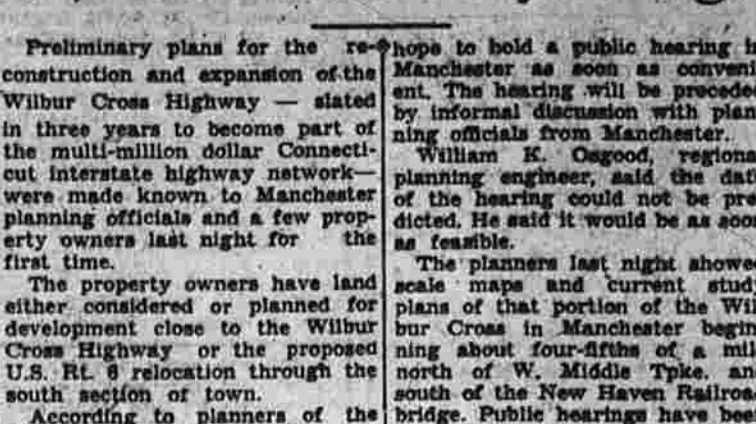 Preliminary plans for the re-
construction and expansion of the
Wilbur Cross Highway — slated
in three years to become part of
the multi-million dollar Connecti-
cut interstate highway network—
were made known to Manchester
planning officials and a few prop-
erty owners last night for the
first time.
The property owners have land
either considered or planned for
development close to the Wilbur
Cross Highway or the proposed
U.S. Rt. 6 relocation through the
south section of town.
According to planners of the
hope to hold a public hearing
Manchester as soon as conveni
ent. The hearing will be precede
by informal discussion with plan
ning officials from Manchester.
William K. Osgood, regiona
planning engineer, said the dat
of the hearing could not be pre
dicted. He said it would be as soon
as feasible.
The planners last night showe
scale maps and current stud
plans of that portion of the Wil
bur Cross in Manchester begin
ning about four-fifths of a mil
north of W. Middle Tpke. an
south of the New Haven Railroa
bridge. Public hearings have bee